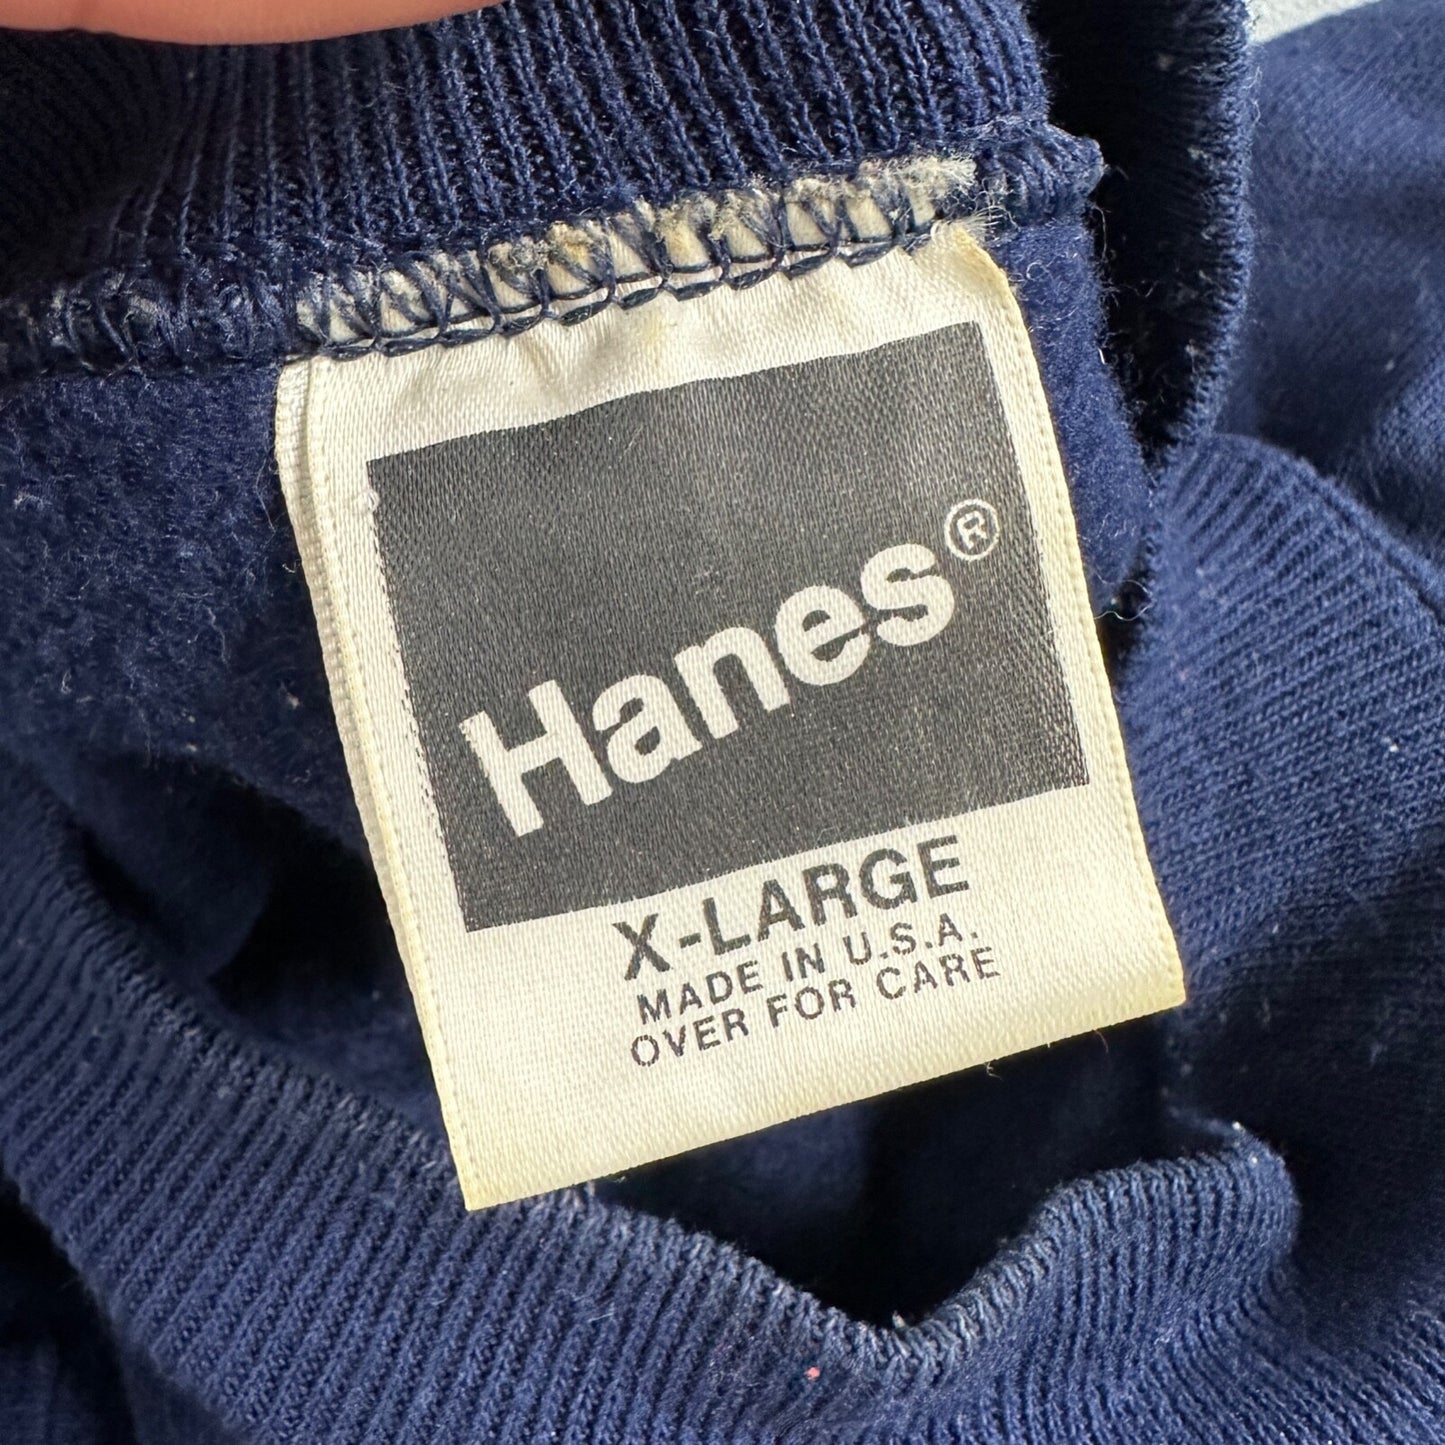 Hanes®
X-LARGE
MADE IN U.S.A.
OVER FOR CARE